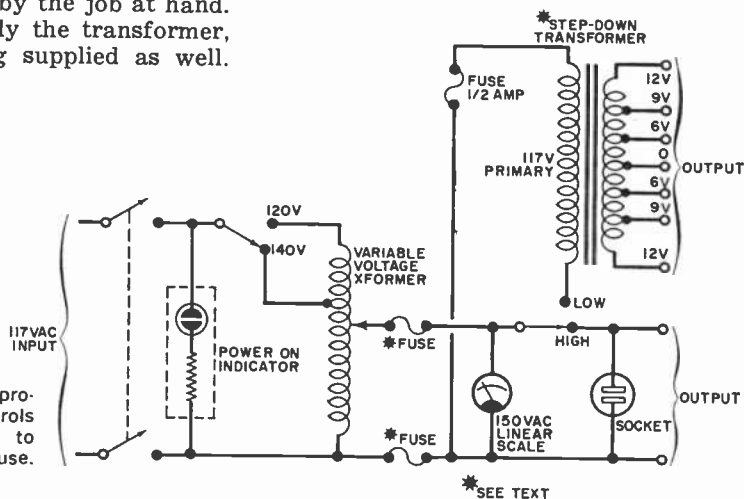 by the job at hand.
ly the transformer,
g supplied as well.
*STEP-DOWN
TRANSFORMER
FUSE
1/2 AMP
117V
PRIMARY
12V
9V
6V
0
6V
9V
12V
OUTPUT
LOW
120V
140V
VARIABLE
VOLTAGE
XFORMER
117VAC
INPUT
POWER ON
INDICATOR
*FUSE
HIGH
150VAC
LINEAR
SCALE
SOCKET
OUTPUT
*FUSE
*SEE TEXT
pro-
rols
to
use.